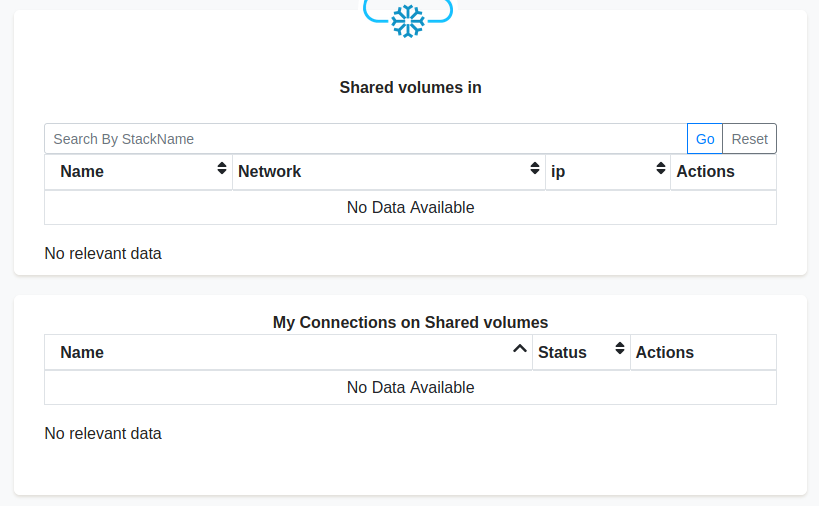 Shared volumes in
Search By StackName Go Reset
Name Network ip Actions
No Data Available
No relevant data
My Connections on Shared volumes
Name Status Actions
No Data Available
No relevant data